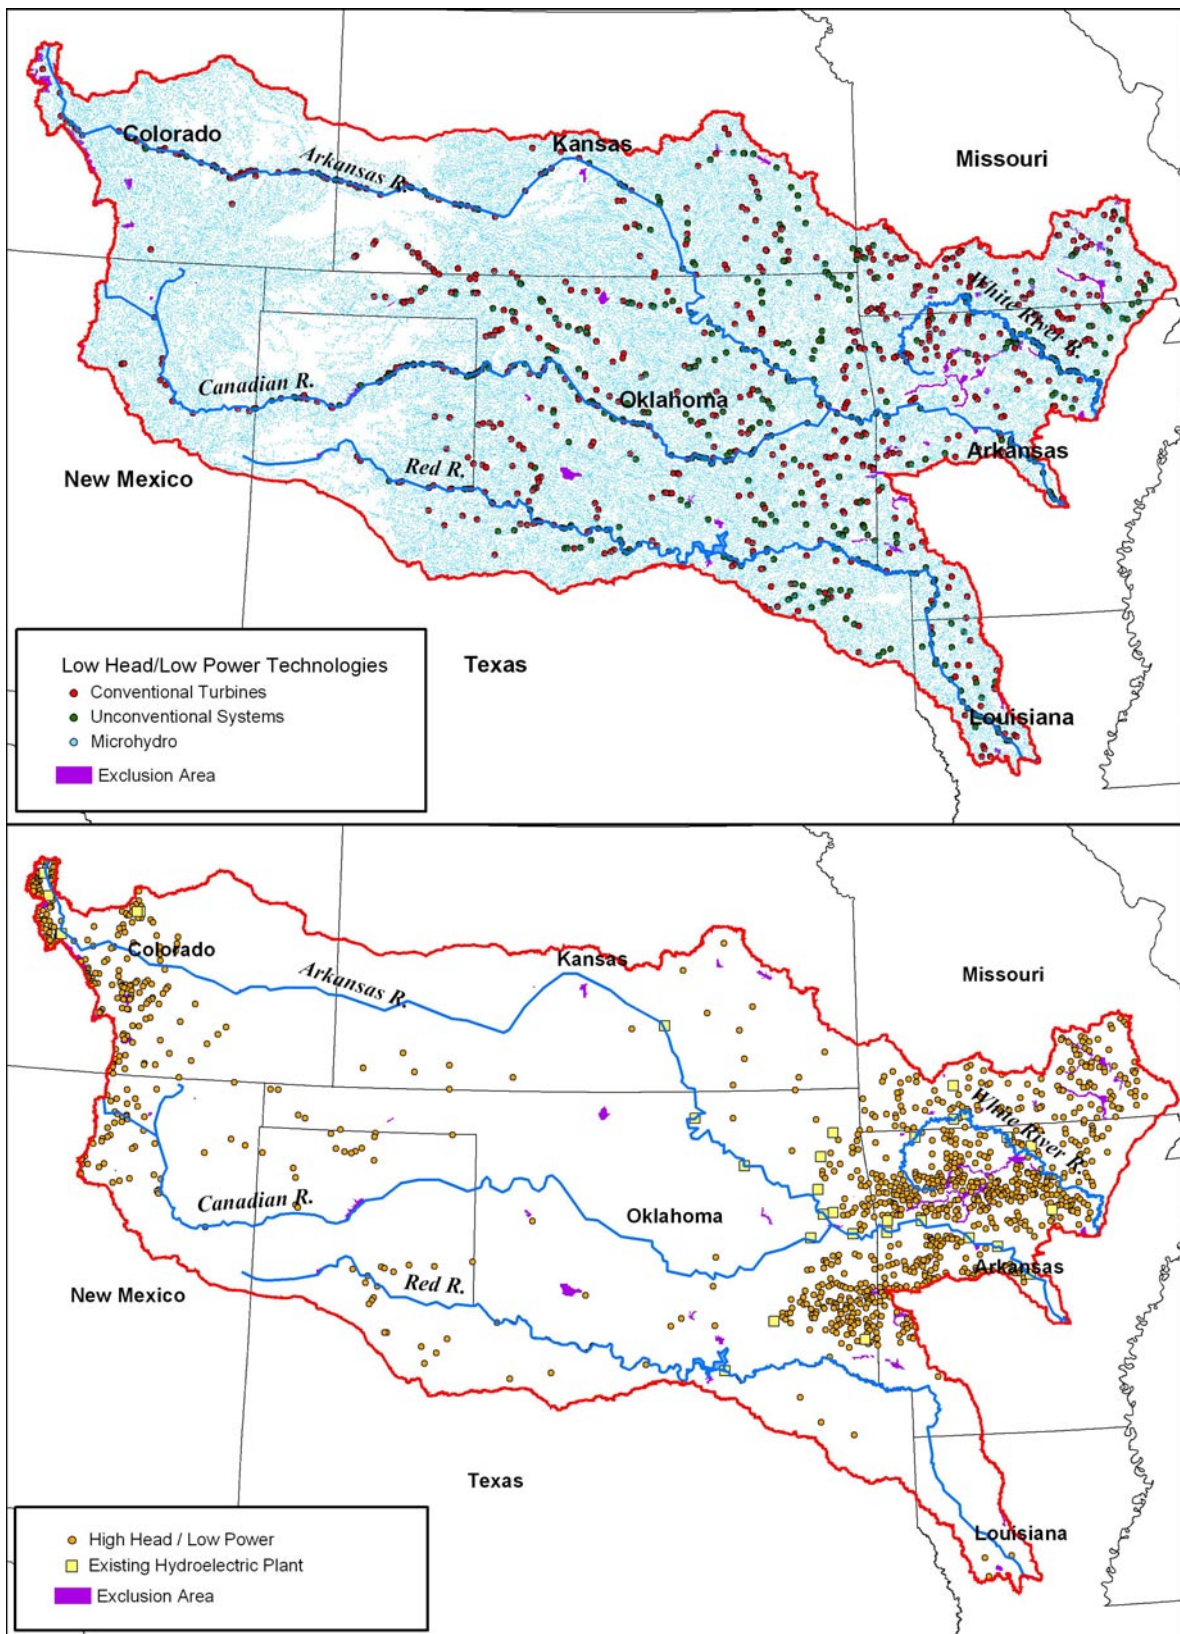 Colorado
Kansas
Missouri
Arkansas R.
White River R.
Canadian R.
Oklahoma
Arkansas
Red R.
New Mexico
Texas
Louisiana
Low Head/Low Power Technologies
Conventional Turbines
Unconventional Systems
Microhydro
Exclusion Area
Colorado
Kansas
Missouri
Arkansas R.
White River R.
Canadian R.
Oklahoma
Arkansas
Red R.
New Mexico
Texas
Louisiana
High Head / Low Power
Existing Hydroelectric Plant
Exclusion Area